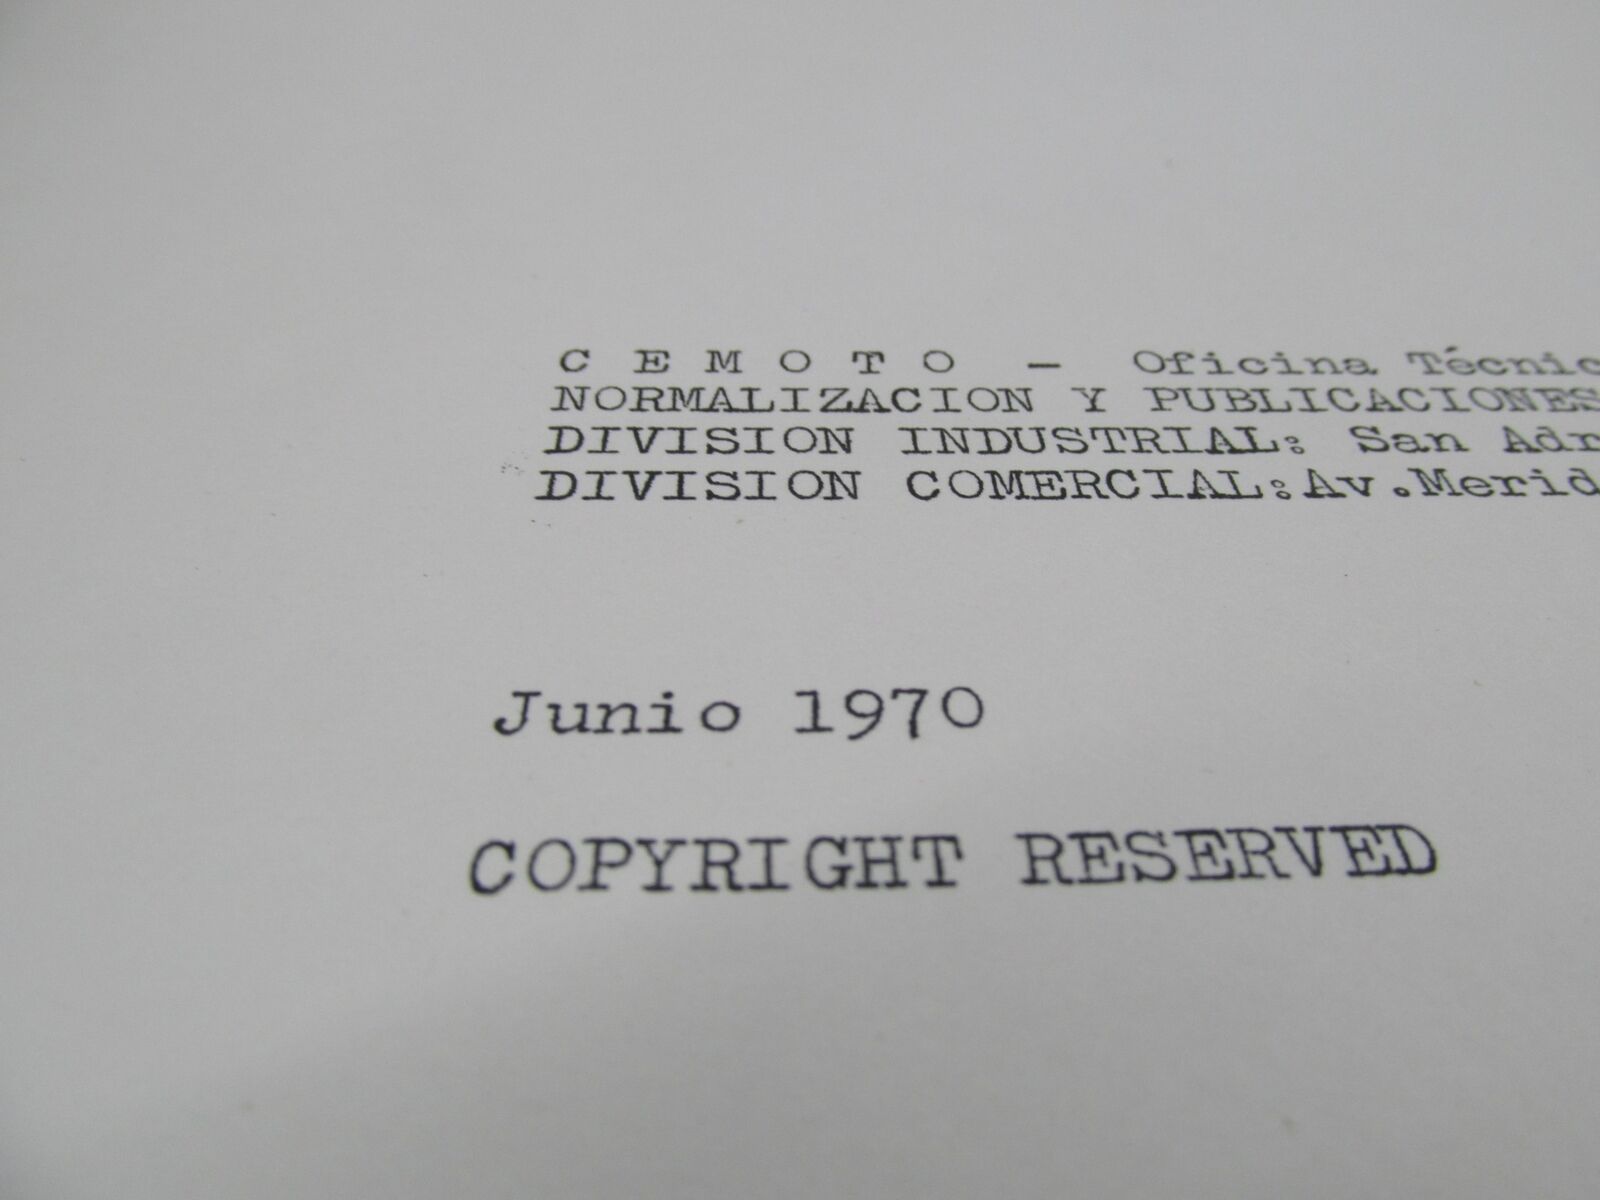 C E M O T O - Oficina Técnic
NORMALIZACION Y PUBLICACIONES
DIVISION INDUSTRIAL: San Adr
DIVISION COMERCIAL:Av.Merid
Junio 1970
COPYRIGHT RESERVED